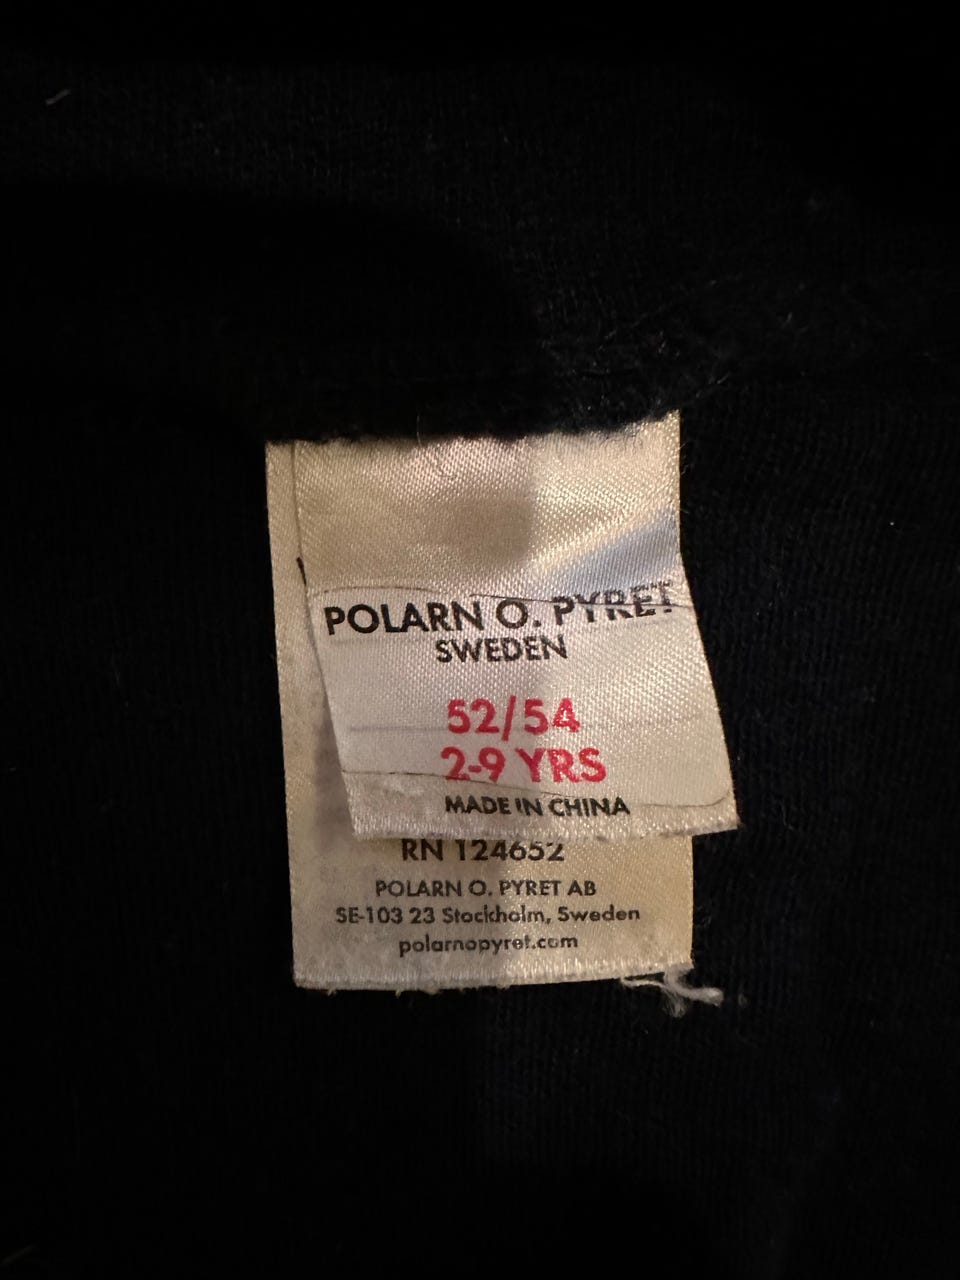 POLARN O. PYRET
SWEDEN
52/54
2-9 YRS
MADE IN CHINA
RN 124652
POLARN O. PYRET AB
SE-103 23 Stockholm, Sweden
polarnopyret.com